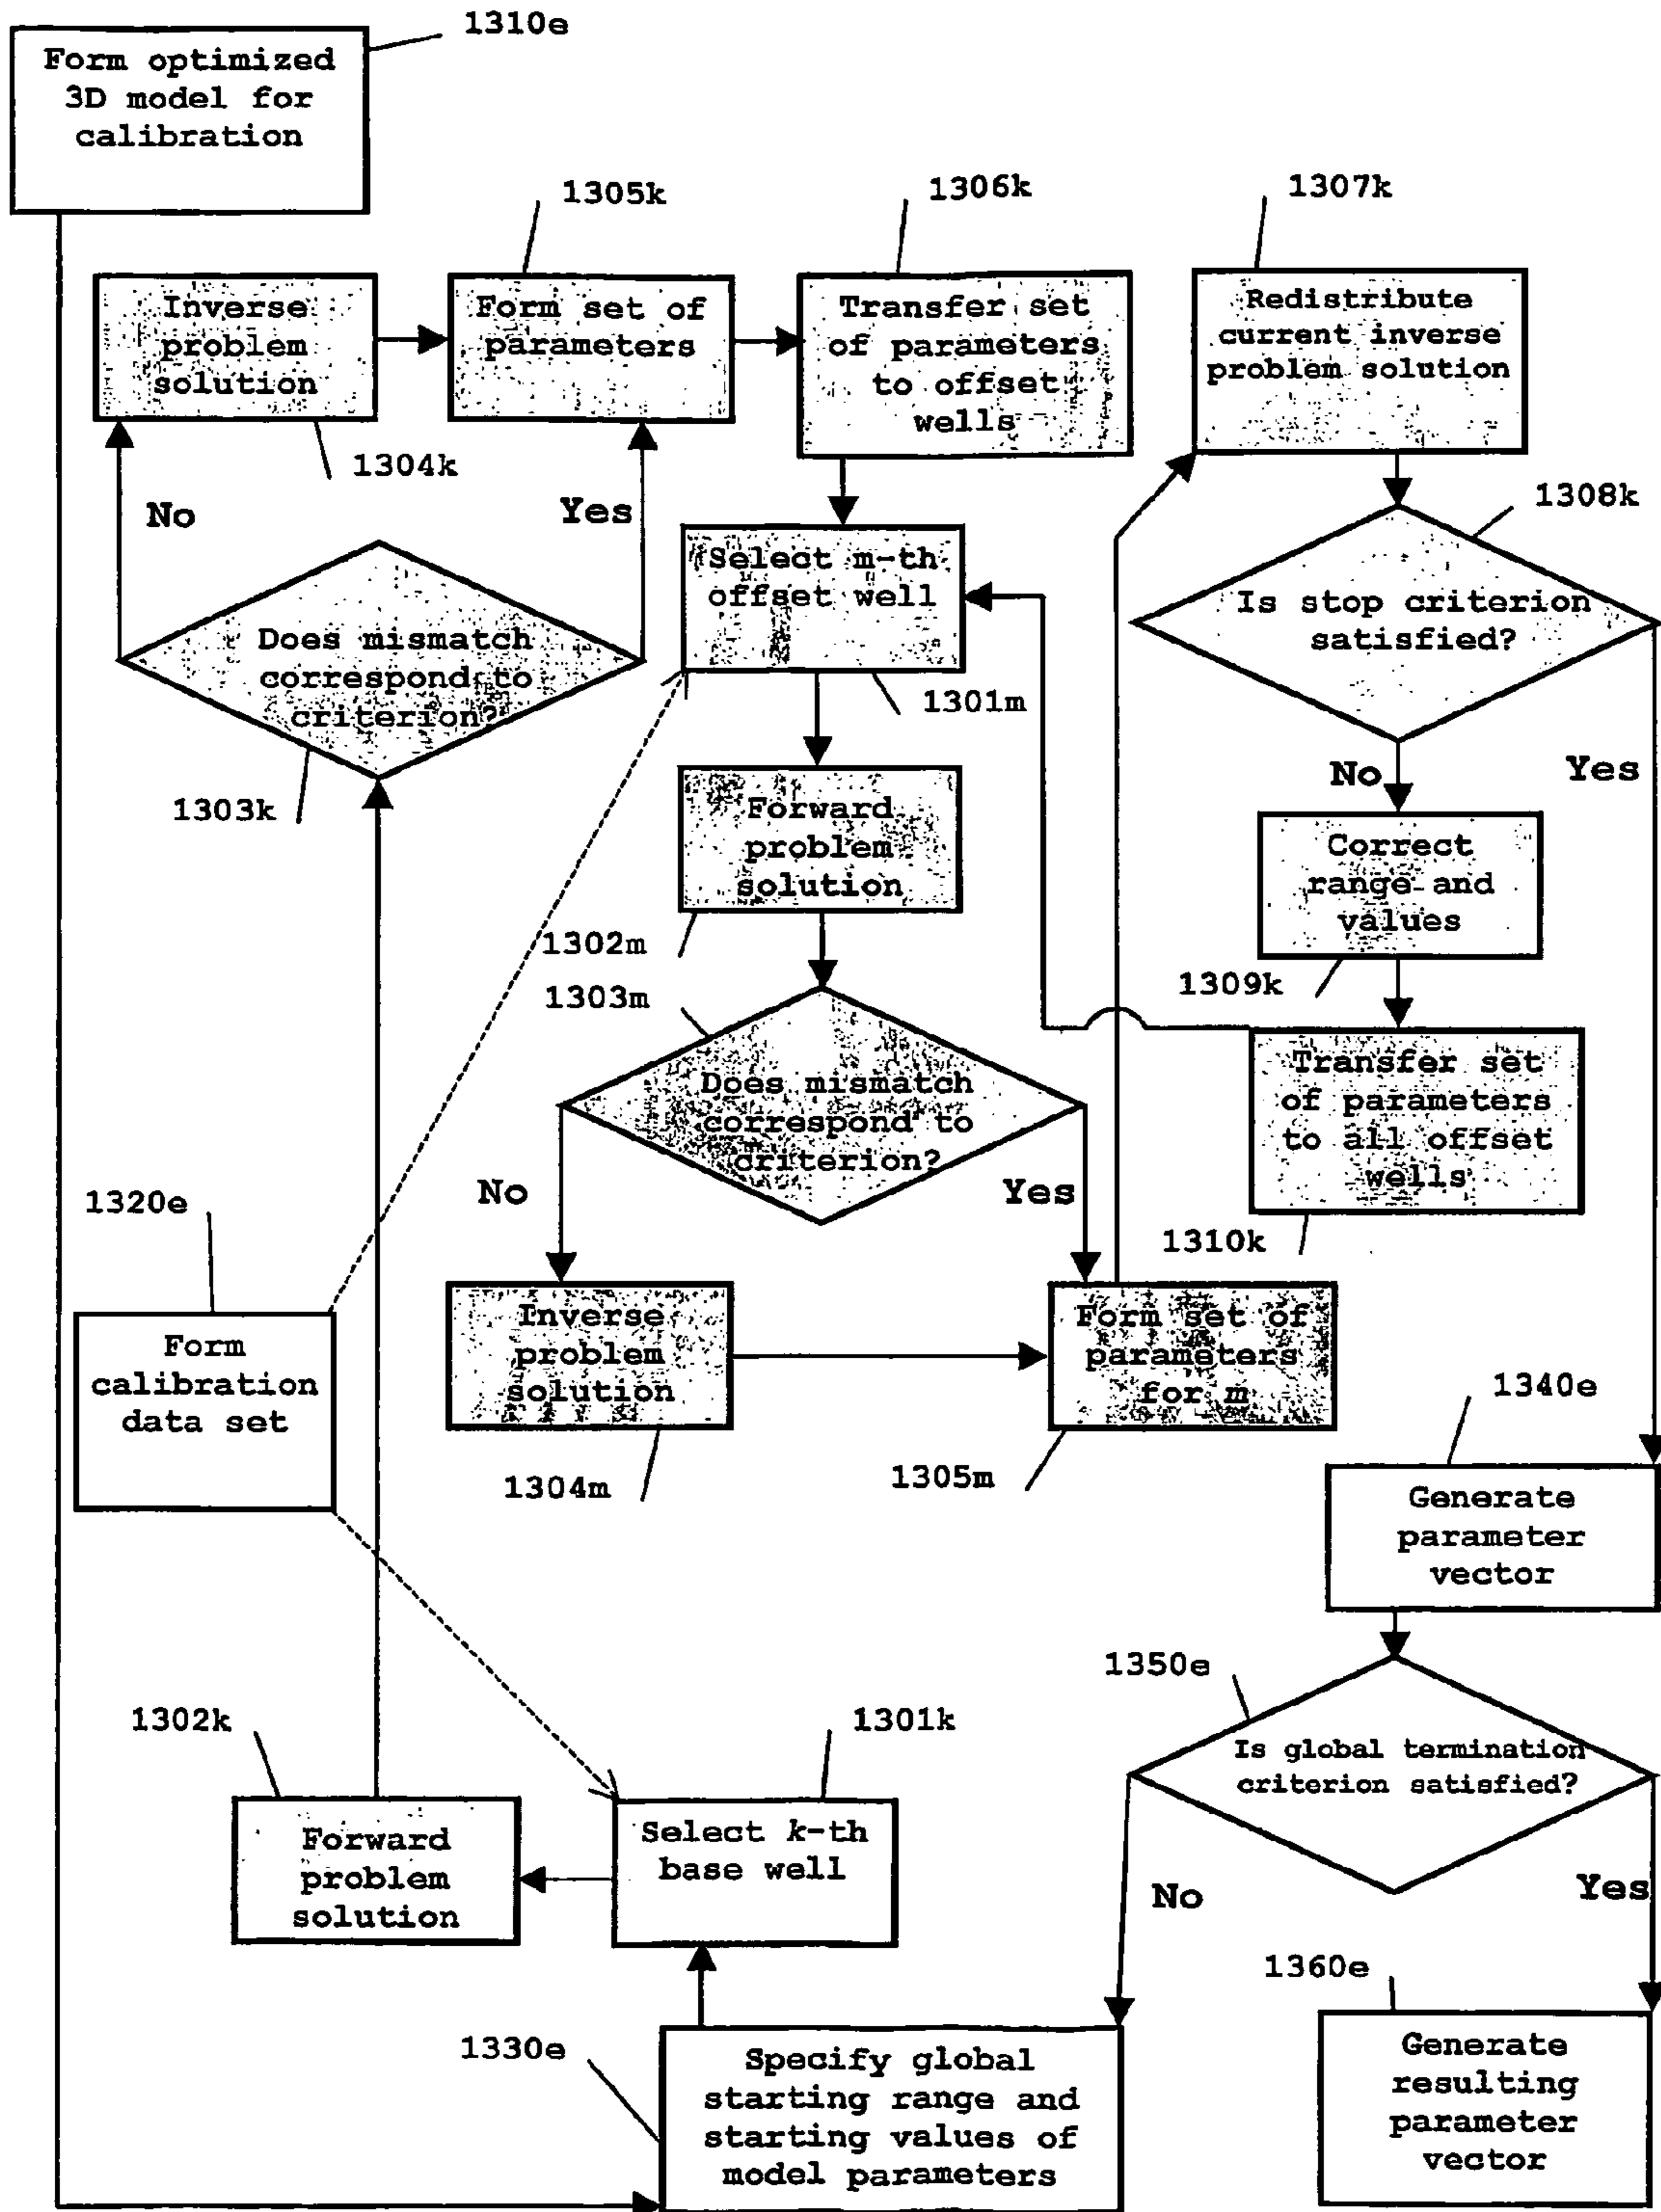 1310e
Form optimized
3D model for
calibration
1305k
1306k
1307k
Inverse
problem
solution
Form set of
parameters
Transfer set
of parameters
to offset
wells
Redistribute
current inverse
problem solution
1304k
1308k
No
Yes
Select m-th
offset well
Is stop criterion
satisfied?
Does mismatch
correspond to
criterion?
1301m
1303k
No
Yes
Forward
problem
solution
Correct
range and
values
1302m
1309k
1303m
Does mismatch
correspond to
criterion?
Transfer set
of parameters
to all offset
wells
1320e
No
Yes
1310k
Form
calibration
data set
Inverse
problem
solution
Form set of
parameters
for m
1340e
1304m
1305m
Generate
parameter
vector
1350e
1302k
1301k
Is global termination
criterion satisfied?
Forward
problem
solution
Select k-th
base well
No
Yes
1360e
1330e
Specify global
starting range and
starting values of
model parameters
Generate
resulting
parameter
vector